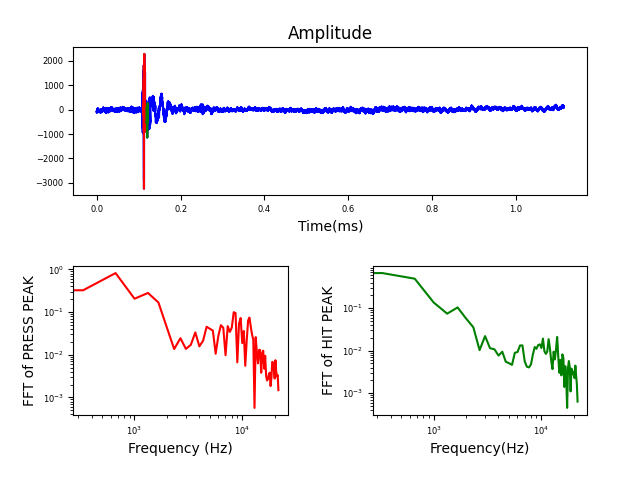 Amplitude
2000
1000
0
−1000
−2000
−3000
0.0 0.2 0.4 0.6 0.8 1.0
Time(ms)
FFT of PRESS PEAK
10⁰
10⁻¹
10⁻²
10⁻³
10³ 10⁴
Frequency (Hz)
FFT of HIT PEAK
10⁻¹
10⁻²
10⁻³
10³ 10⁴
Frequency(Hz)